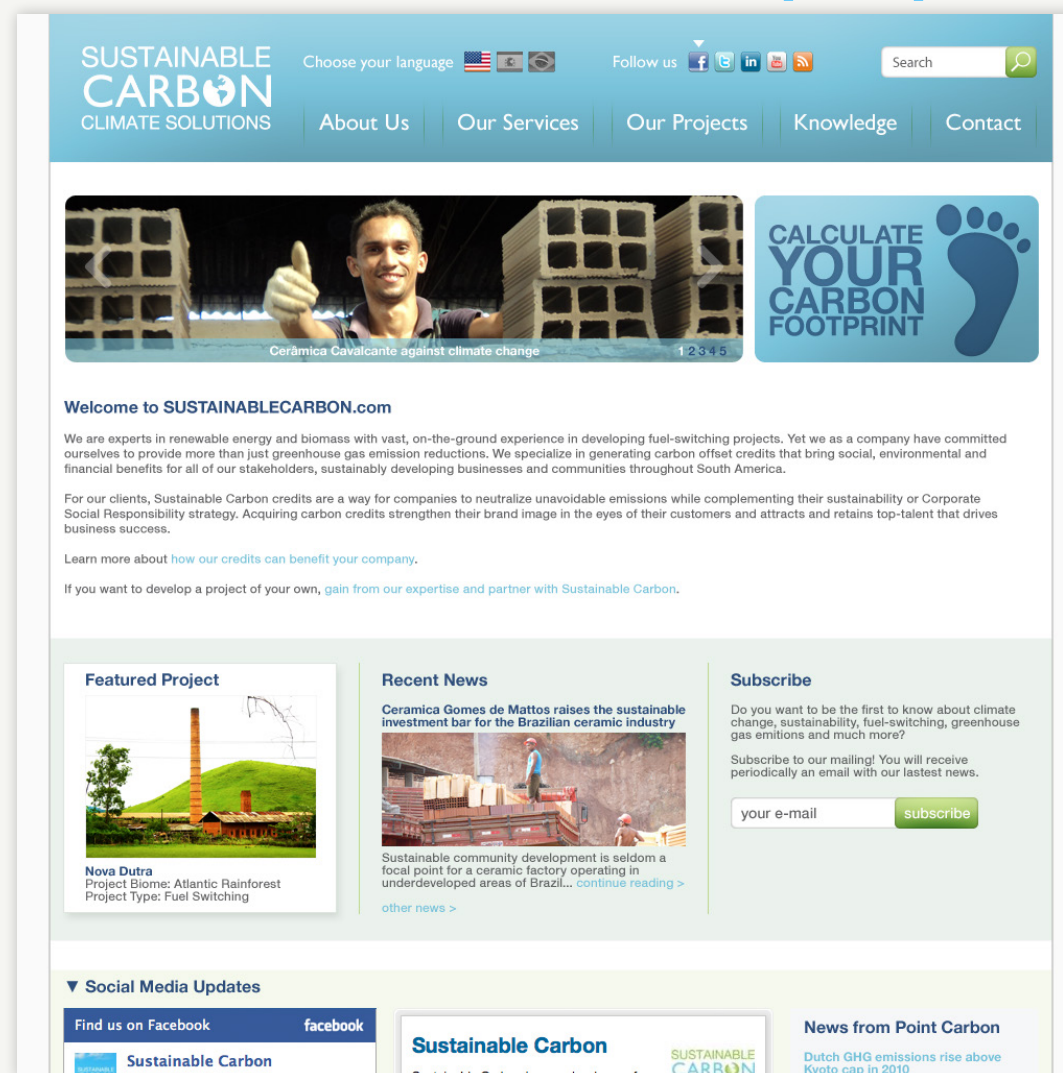 SUSTAINABLE
CARBON
CLIMATE SOLUTIONS
Choose your language
Follow us
Search
About Us
Our Services
Our Projects
Knowledge
Contact
Cerâmica Cavalcante against climate change
1 2 3 4 5
CALCULATE
YOUR
CARBON
FOOTPRINT
Welcome to SUSTAINABLECARBON.com
We are experts in renewable energy and biomass with vast, on-the-ground experience in developing fuel-switching projects. Yet we as a company have committed
ourselves to provide more than just greenhouse gas emission reductions. We specialize in generating carbon offset credits that bring social, environmental and
financial benefits for all of our stakeholders, sustainably developing businesses and communities throughout South America.
For our clients, Sustainable Carbon credits are a way for companies to neutralize unavoidable emissions while complementing their sustainability or Corporate
Social Responsibility strategy. Acquiring carbon credits strengthen their brand image in the eyes of their customers and attracts and retains top-talent that drives
business success.
Learn more about how our credits can benefit your company.
If you want to develop a project of your own, gain from our expertise and partner with Sustainable Carbon.
Featured Project
Nova Dutra
Project Biome: Atlantic Rainforest
Project Type: Fuel Switching
Recent News
Ceramica Gomes de Mattos raises the sustainable
investment bar for the Brazilian ceramic industry
Sustainable community development is seldom a
focal point for a ceramic factory operating in
underdeveloped areas of Brazil... continue reading >
other news >
Subscribe
Do you want to be the first to know about climate
change, sustainability, fuel-switching, greenhouse
gas emitions and much more?
Subscribe to our mailing! You will receive
periodically an email with our lastest news.
your e-mail
subscribe
▼ Social Media Updates
Find us on Facebook
facebook
Sustainable Carbon
Sustainable Carbon
SUSTAINABLE
CARBON
News from Point Carbon
Dutch GHG emissions rise above
Kyoto cap in 2010